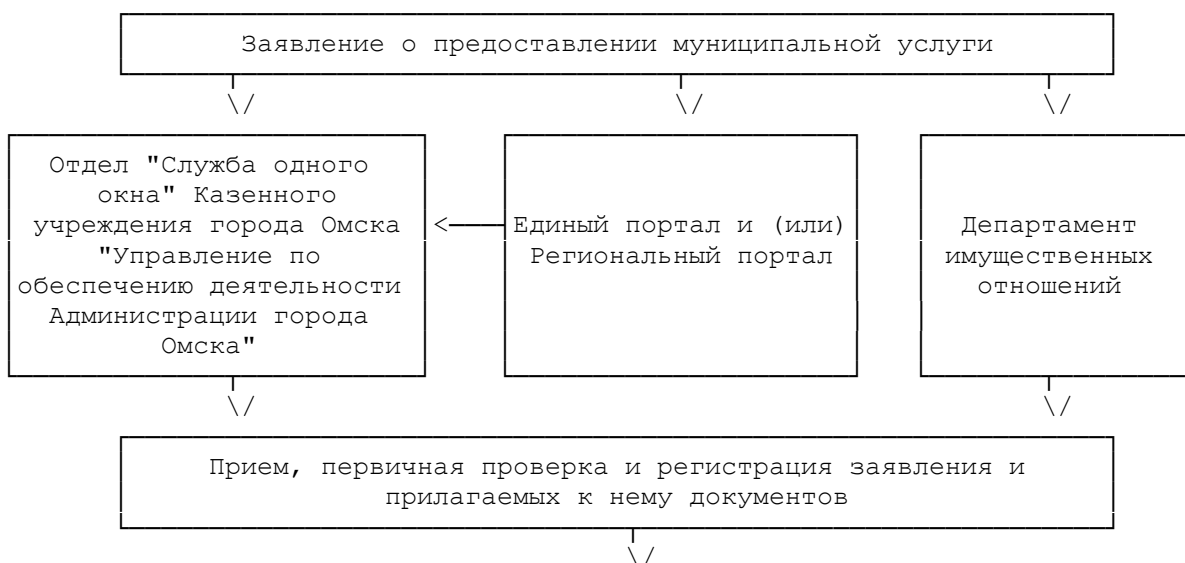 Заявление о предоставлении муниципальной услуги
Отдел "Служба одного
окна" Казенного
учреждения города Омска
"Управление по
обеспечению деятельности
Администрации города
Омска"
Единый портал и (или)
Региональный портал
Департамент
имущественных
отношений
Прием, первичная проверка и регистрация заявления и
прилагаемых к нему документов